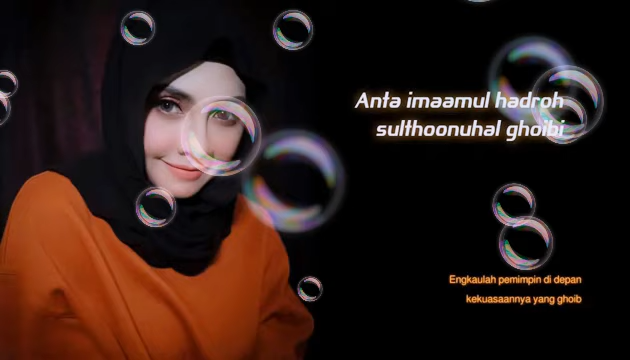 Anta imaamul hadroh
sulthoonuhal ghoibi
Engkaulah pemimpin di depan
kekuasaannya yang ghoib